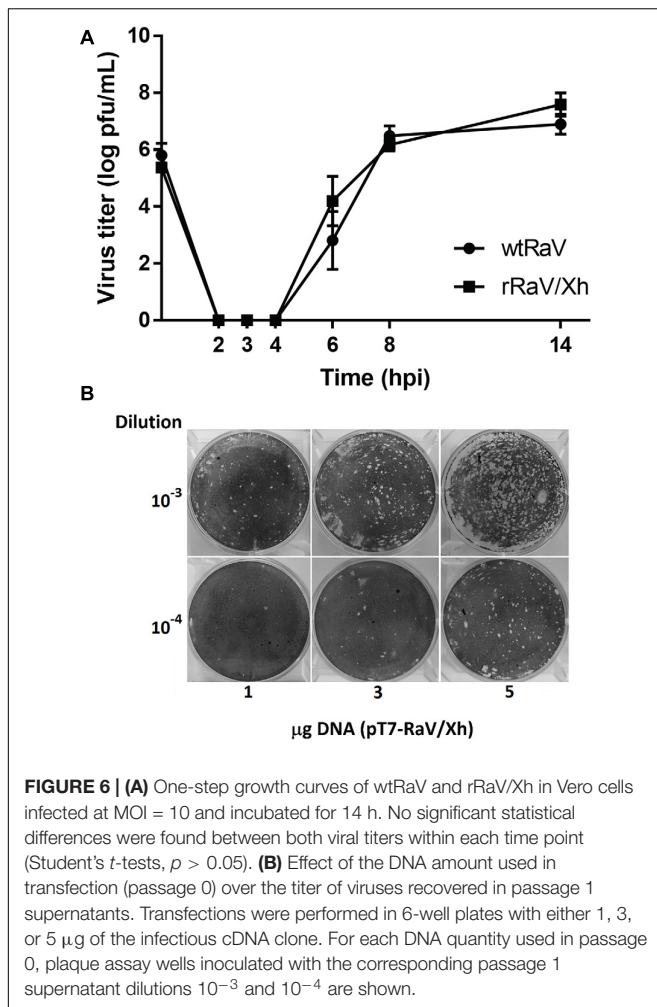 A
Virus titer (log pfu/mL)
10
8
6
4
2
0
2 3 4 6 8 14
Time (hpi)
wtRaV
rRaV/Xh
B
Dilution
10⁻³
10⁻⁴
1 3 5
µg DNA (pT7-RaV/Xh)
FIGURE 6 | (A) One-step growth curves of wtRaV and rRaV/Xh in Vero cells
infected at MOI = 10 and incubated for 14 h. No significant statistical
differences were found between both viral titers within each time point
(Student's t-tests, p > 0.05). (B) Effect of the DNA amount used in
transfection (passage 0) over the titer of viruses recovered in passage 1
supernatants. Transfections were performed in 6-well plates with either 1, 3,
or 5 µg of the infectious cDNA clone. For each DNA quantity used in passage
0, plaque assay wells inoculated with the corresponding passage 1
supernatant dilutions 10⁻³ and 10⁻⁴ are shown.